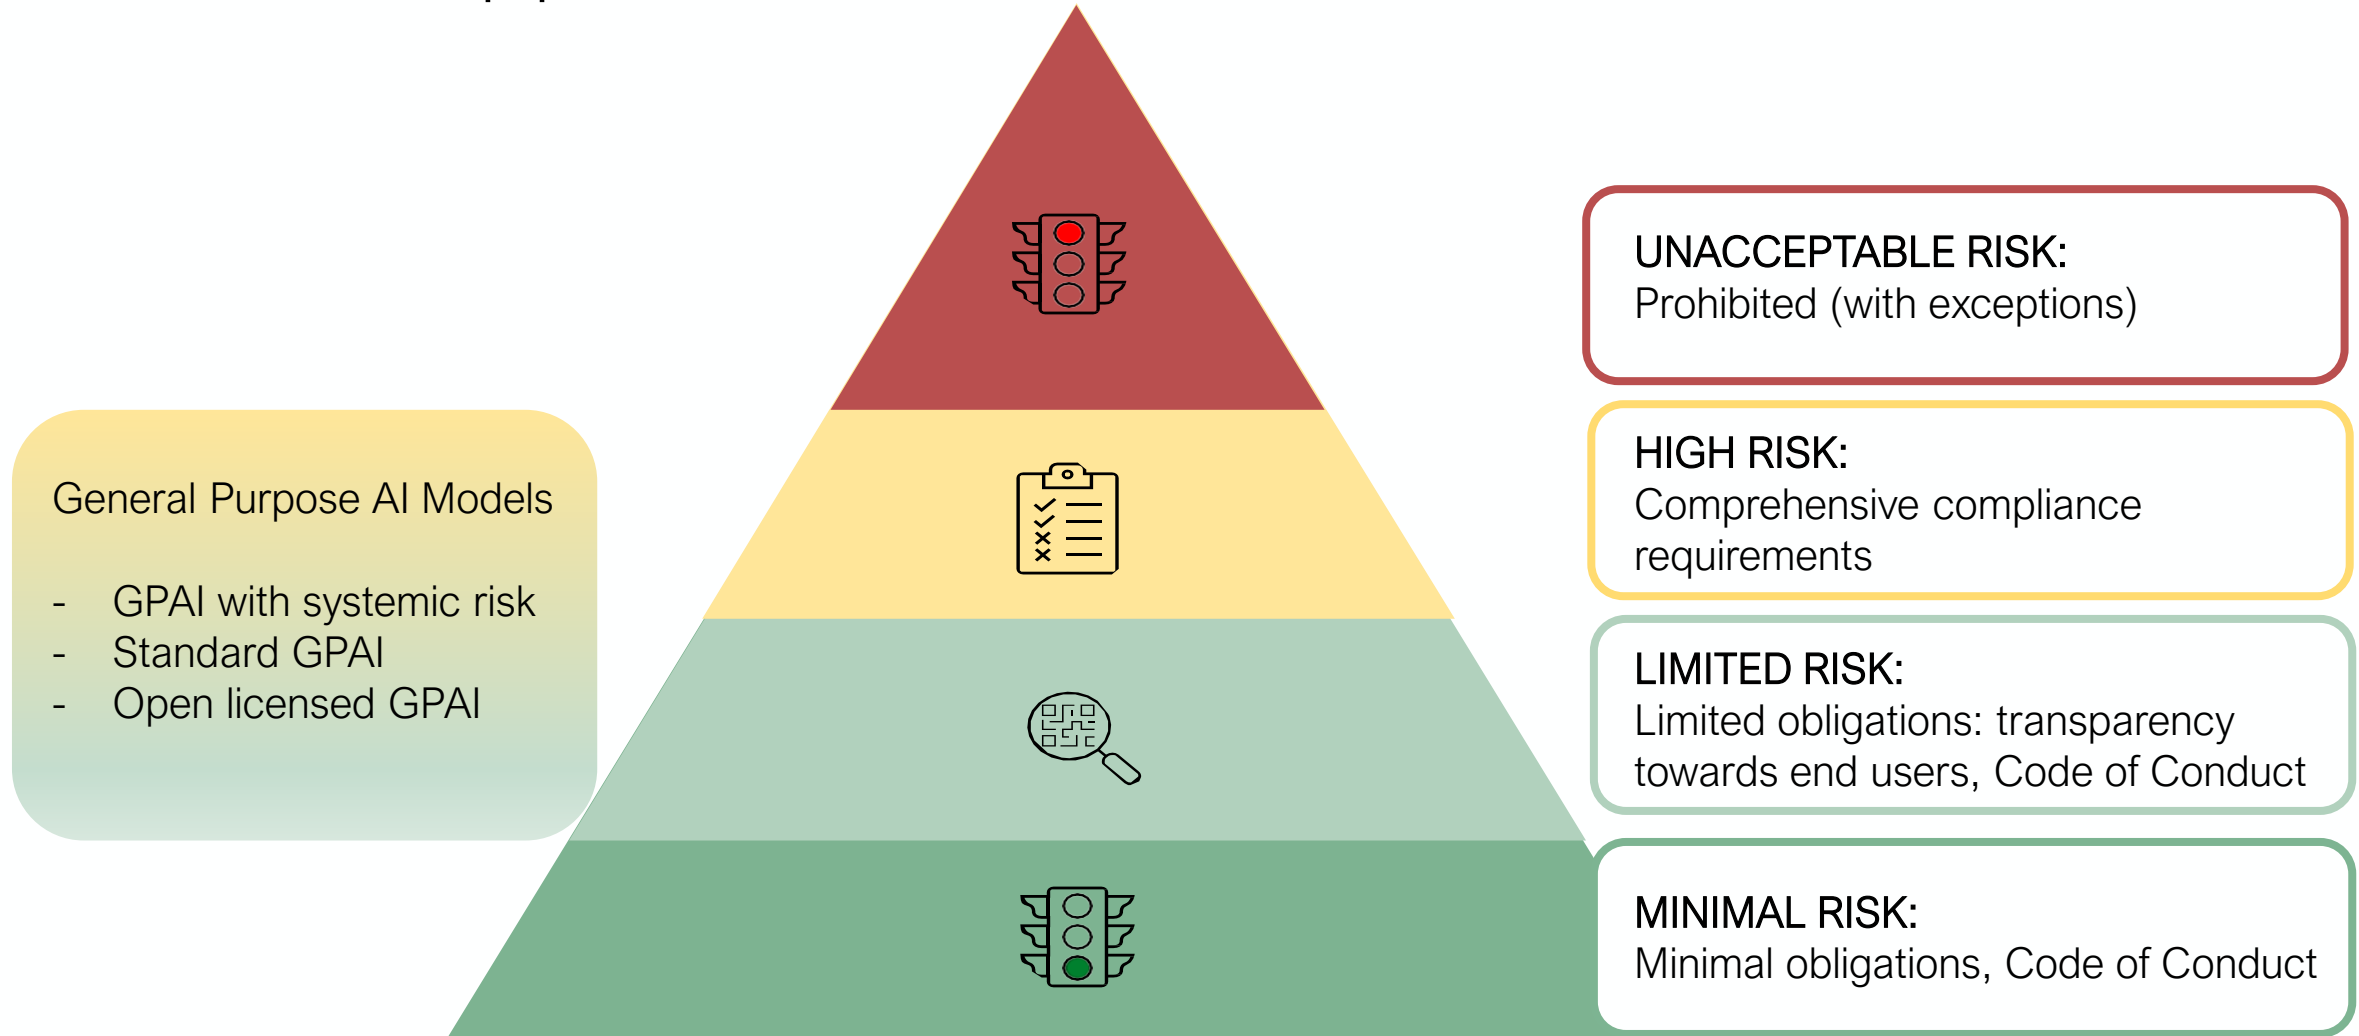 General Purpose AI Models
- GPAI with systemic risk
- Standard GPAI
- Open licensed GPAI
UNACCEPTABLE RISK:
Prohibited (with exceptions)
HIGH RISK:
Comprehensive compliance
requirements
LIMITED RISK:
Limited obligations: transparency
towards end users, Code of Conduct
MINIMAL RISK:
Minimal obligations, Code of Conduct